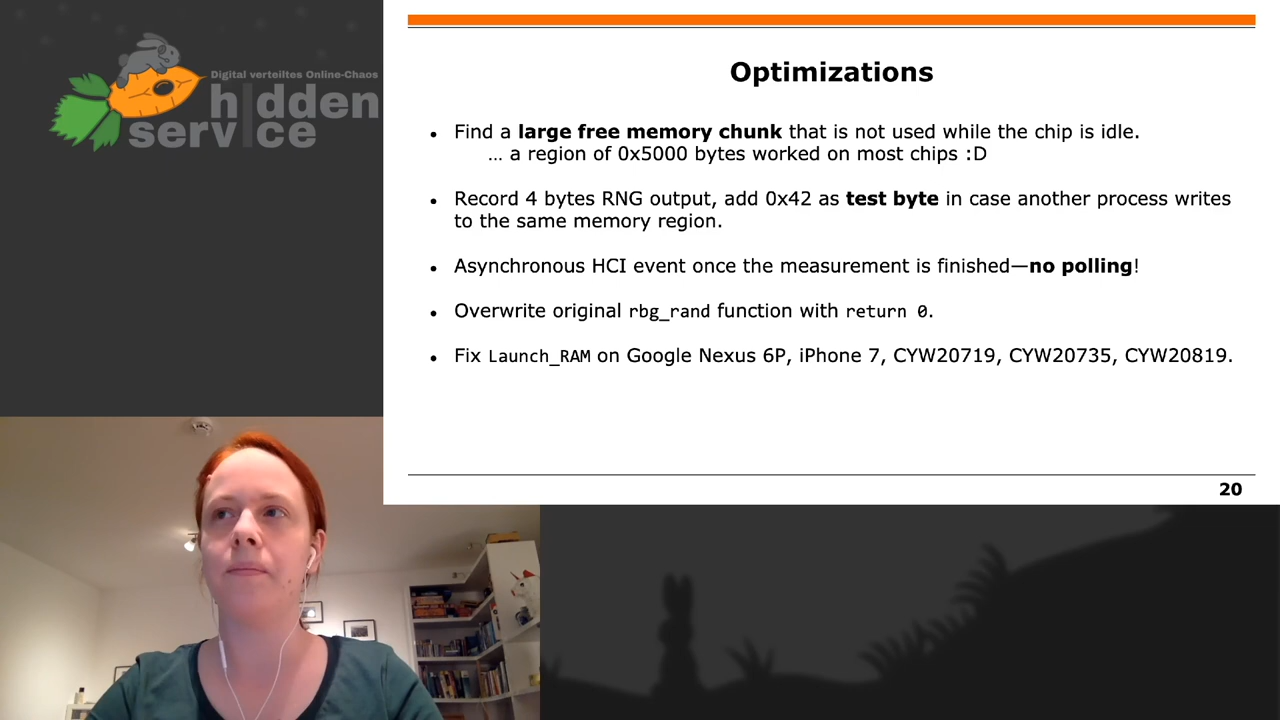 Digital verteiltes Online-Chaos
hidden
service
Optimizations
• Find a large free memory chunk that is not used while the chip is idle.
... a region of 0x5000 bytes worked on most chips :D
• Record 4 bytes RNG output, add 0x42 as test byte in case another process writes
to the same memory region.
• Asynchronous HCI event once the measurement is finished—no polling!
• Overwrite original rbg_rand function with return 0.
• Fix Launch_RAM on Google Nexus 6P, iPhone 7, CYW20719, CYW20735, CYW20819.
20